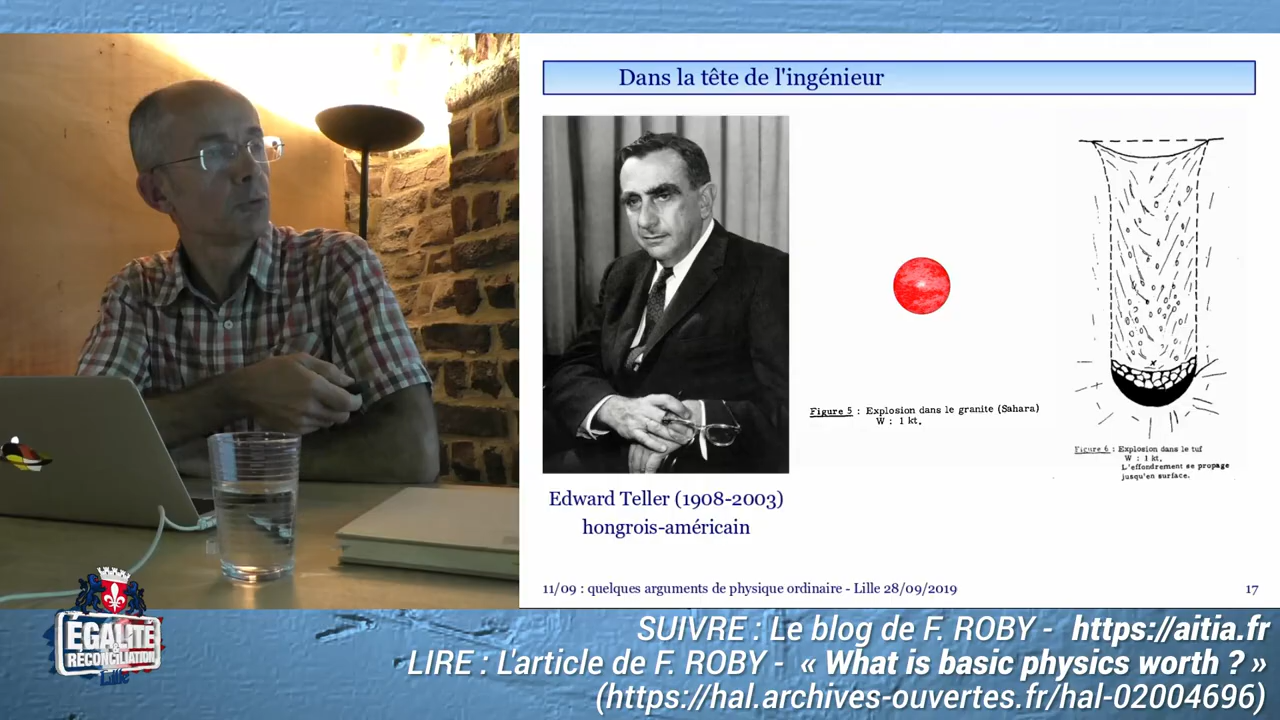 Dans la tête de l'ingénieur
Figure 5 : Explosion dans le granite (Sahara)
W : 1 kt.
Figure 6 : Explosion dans le tuf
W : 1 kt.
L'effondrement se propage
jusqu'en surface.
Edward Teller (1908-2003)
hongrois-américain
11/09 : quelques arguments de physique ordinaire - Lille 28/09/2019
17
ÉGALITÉ
&
RÉCONCILIATION
Lille
SUIVRE : Le blog de F. ROBY - https://aitia.fr
LIRE : L'article de F. ROBY - « What is basic physics worth ? »
(https://hal.archives-ouvertes.fr/hal-02004696)